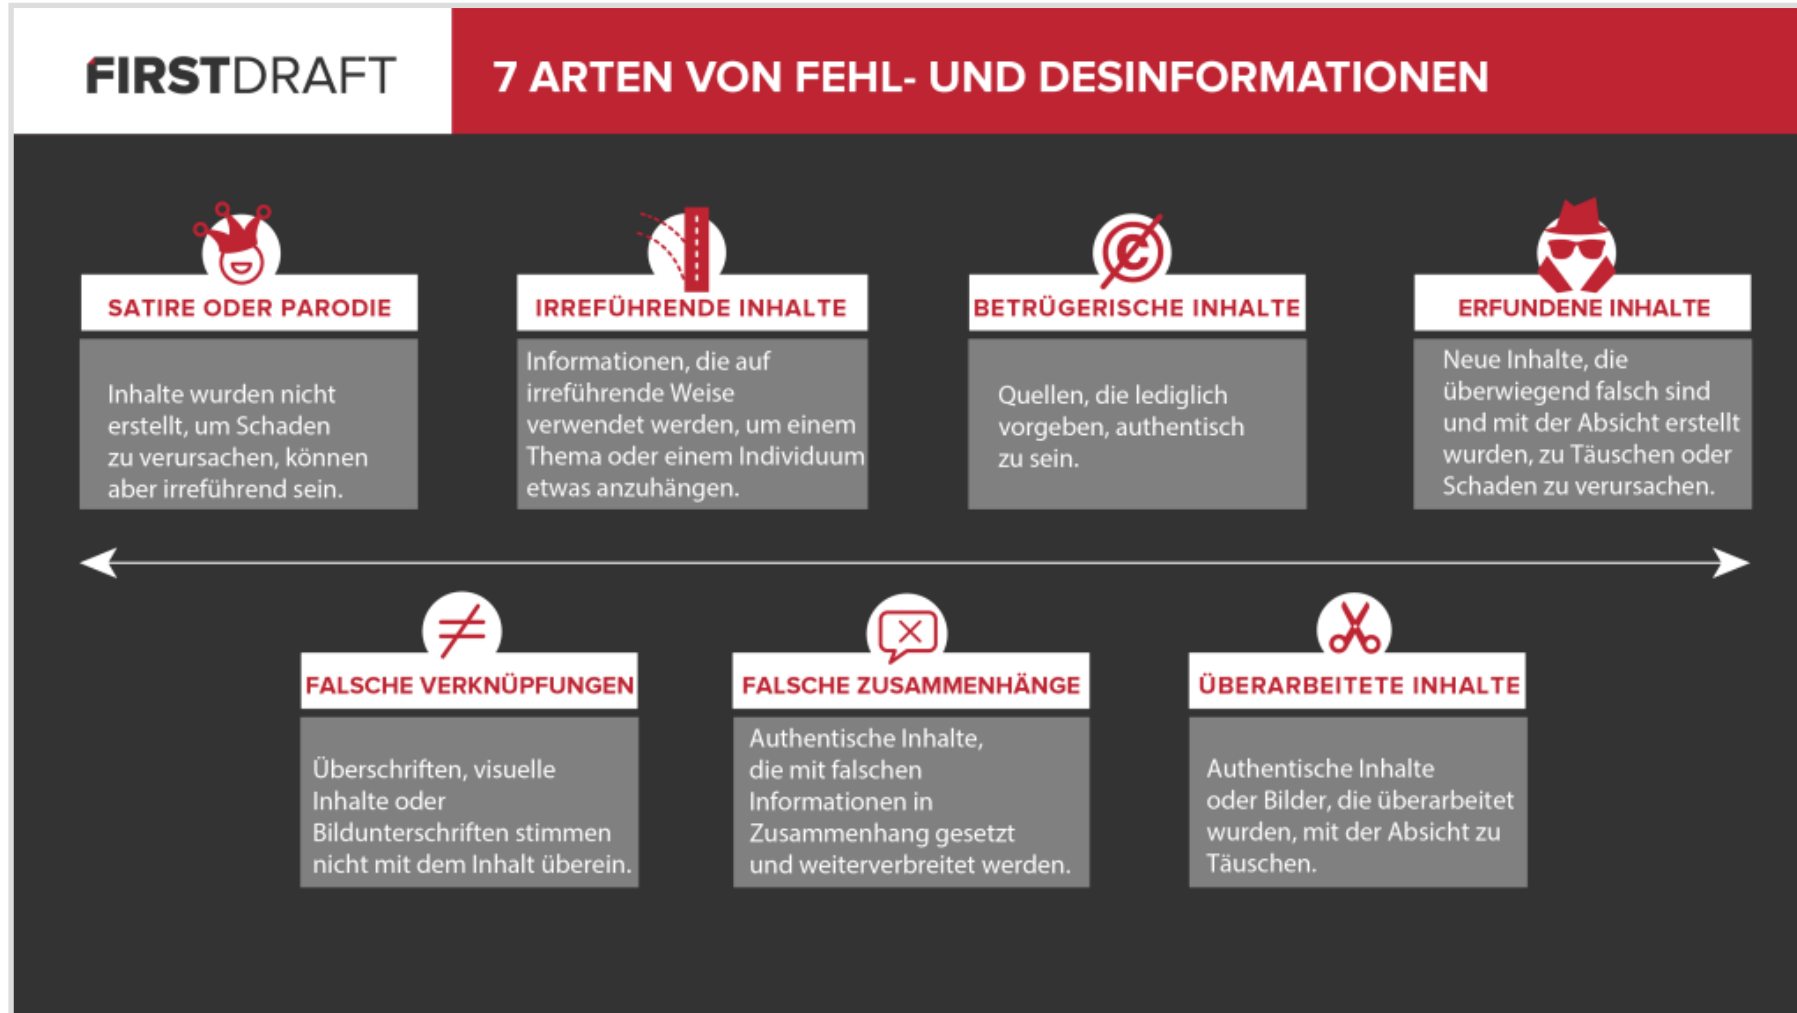 FIRSTDRAFT
7 ARTEN VON FEHL- UND DESINFORMATIONEN
SATIRE ODER PARODIE
Inhalte wurden nicht
erstellt, um Schaden
zu verursachen, können
aber irreführend sein.
IRREFÜHRENDE INHALTE
Informationen, die auf
irreführende Weise
verwendet werden, um einem
Thema oder einem Individuum
etwas anzuhängen.
BETRÜGERISCHE INHALTE
Quellen, die lediglich
vorgeben, authentisch
zu sein.
ERFUNDENE INHALTE
Neue Inhalte, die
überwiegend falsch sind
und mit der Absicht erstellt
wurden, zu Täuschen oder
Schaden zu verursachen.
FALSCHE VERKNÜPFUNGEN
Überschriften, visuelle
Inhalte oder
Bildunterschriften stimmen
nicht mit dem Inhalt überein.
FALSCHE ZUSAMMENHÄNGE
Authentische Inhalte,
die mit falschen
Informationen in
Zusammenhang gesetzt
und weiterverbreitet werden.
ÜBERARBEITETE INHALTE
Authentische Inhalte
oder Bilder, die überarbeitet
wurden, mit der Absicht zu
Täuschen.